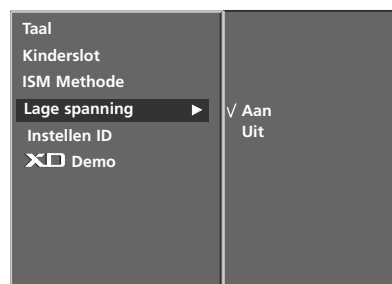 Taal
Kinderslot
ISM Methode
Lage spanning ▶
√ Aan
Uit
Instellen ID
XD Demo